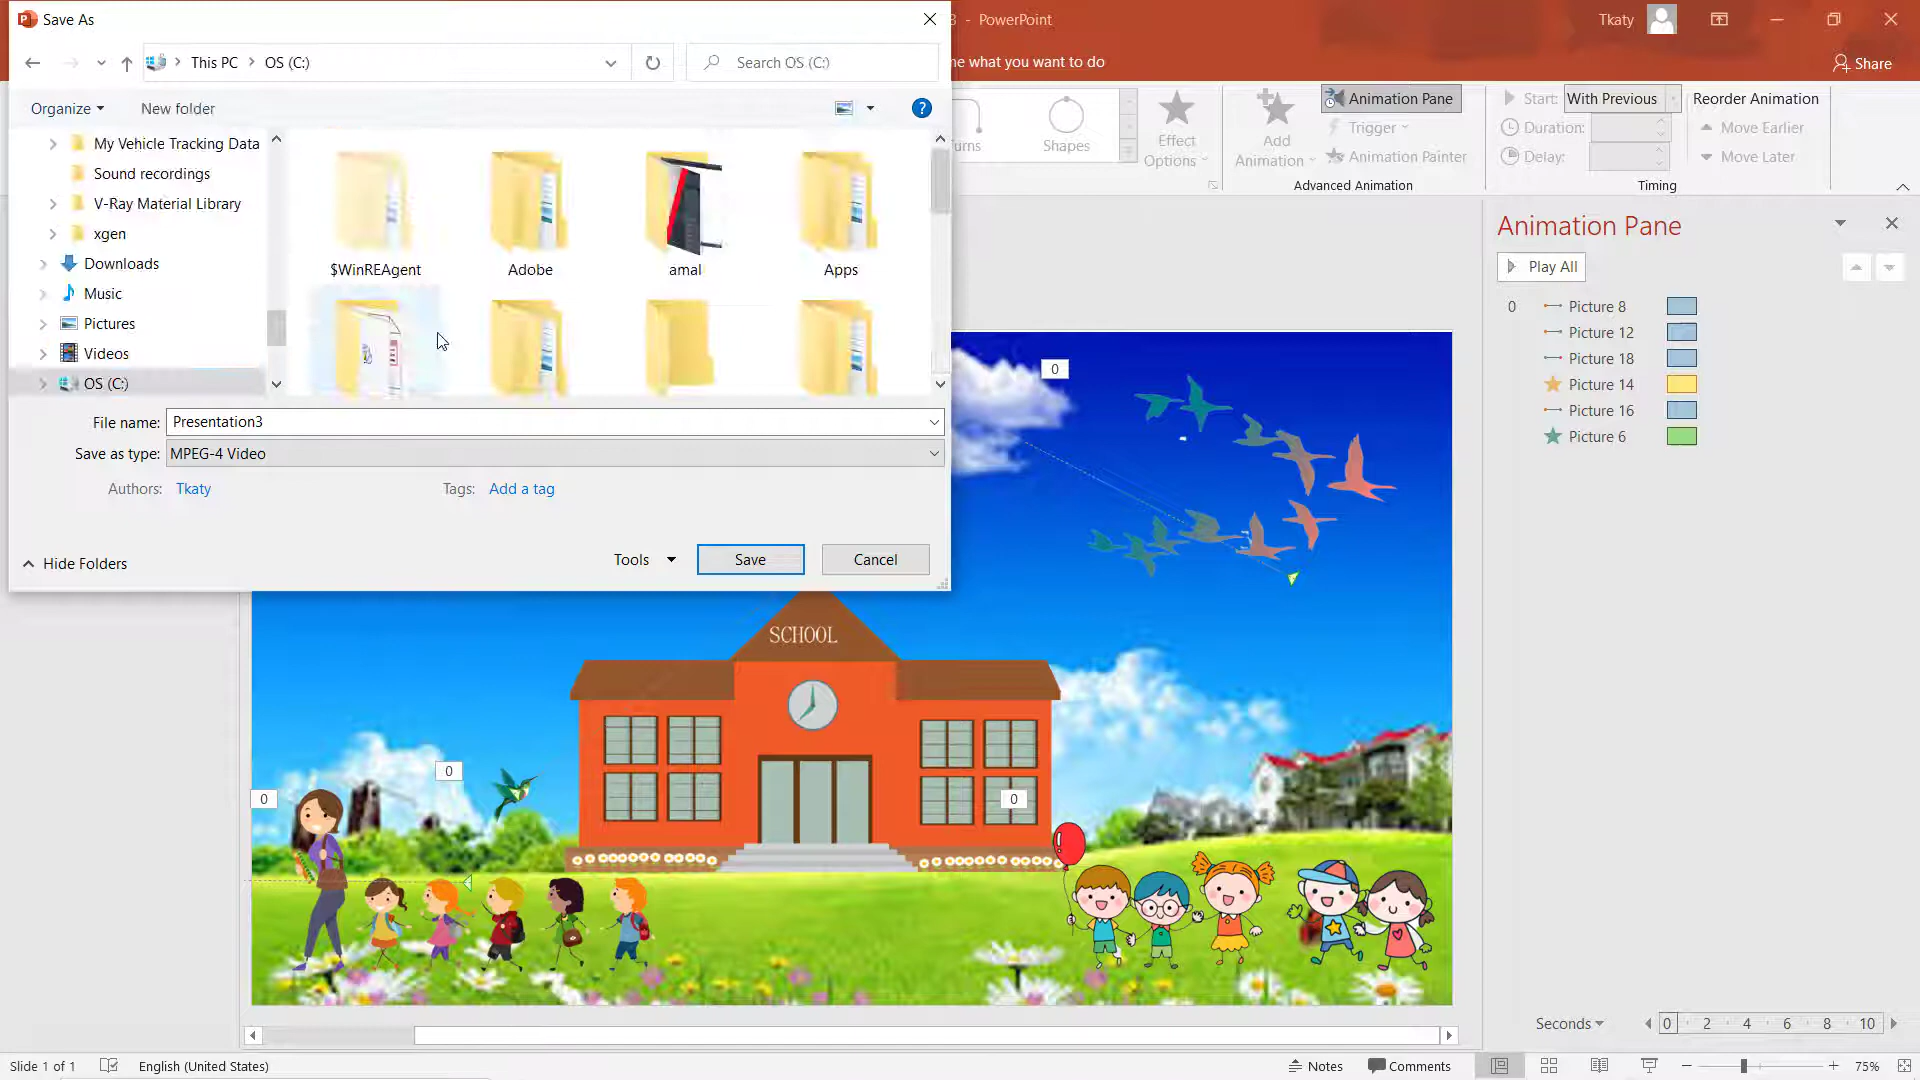 Save As
3 - PowerPoint
Tkaty
This PC
OS (C:)
Search OS (C:)
me what you want to do
Share
Organize
New folder
My Vehicle Tracking Data
Sound recordings
V-Ray Material Library
xgen
Downloads
Music
Pictures
Videos
OS (C:)
$WinREAgent
Adobe
amal
Apps
File name: Presentation3
Save as type: MPEG-4 Video
Authors: Tkaty
Tags: Add a tag
Hide Folders
Tools
Save
Cancel
Shapes
Effect
Options
Add
Animation
Animation Pane
Trigger
Animation Painter
Advanced Animation
Start: With Previous
Duration:
Delay:
Timing
Reorder Animation
Move Earlier
Move Later
Animation Pane
Play All
0 Picture 8
Picture 12
Picture 18
Picture 14
Picture 16
Picture 6
0
SCHOOL
0
0
0
Seconds
0 2 4 6 8 10
Slide 1 of 1
English (United States)
Notes
Comments
75%